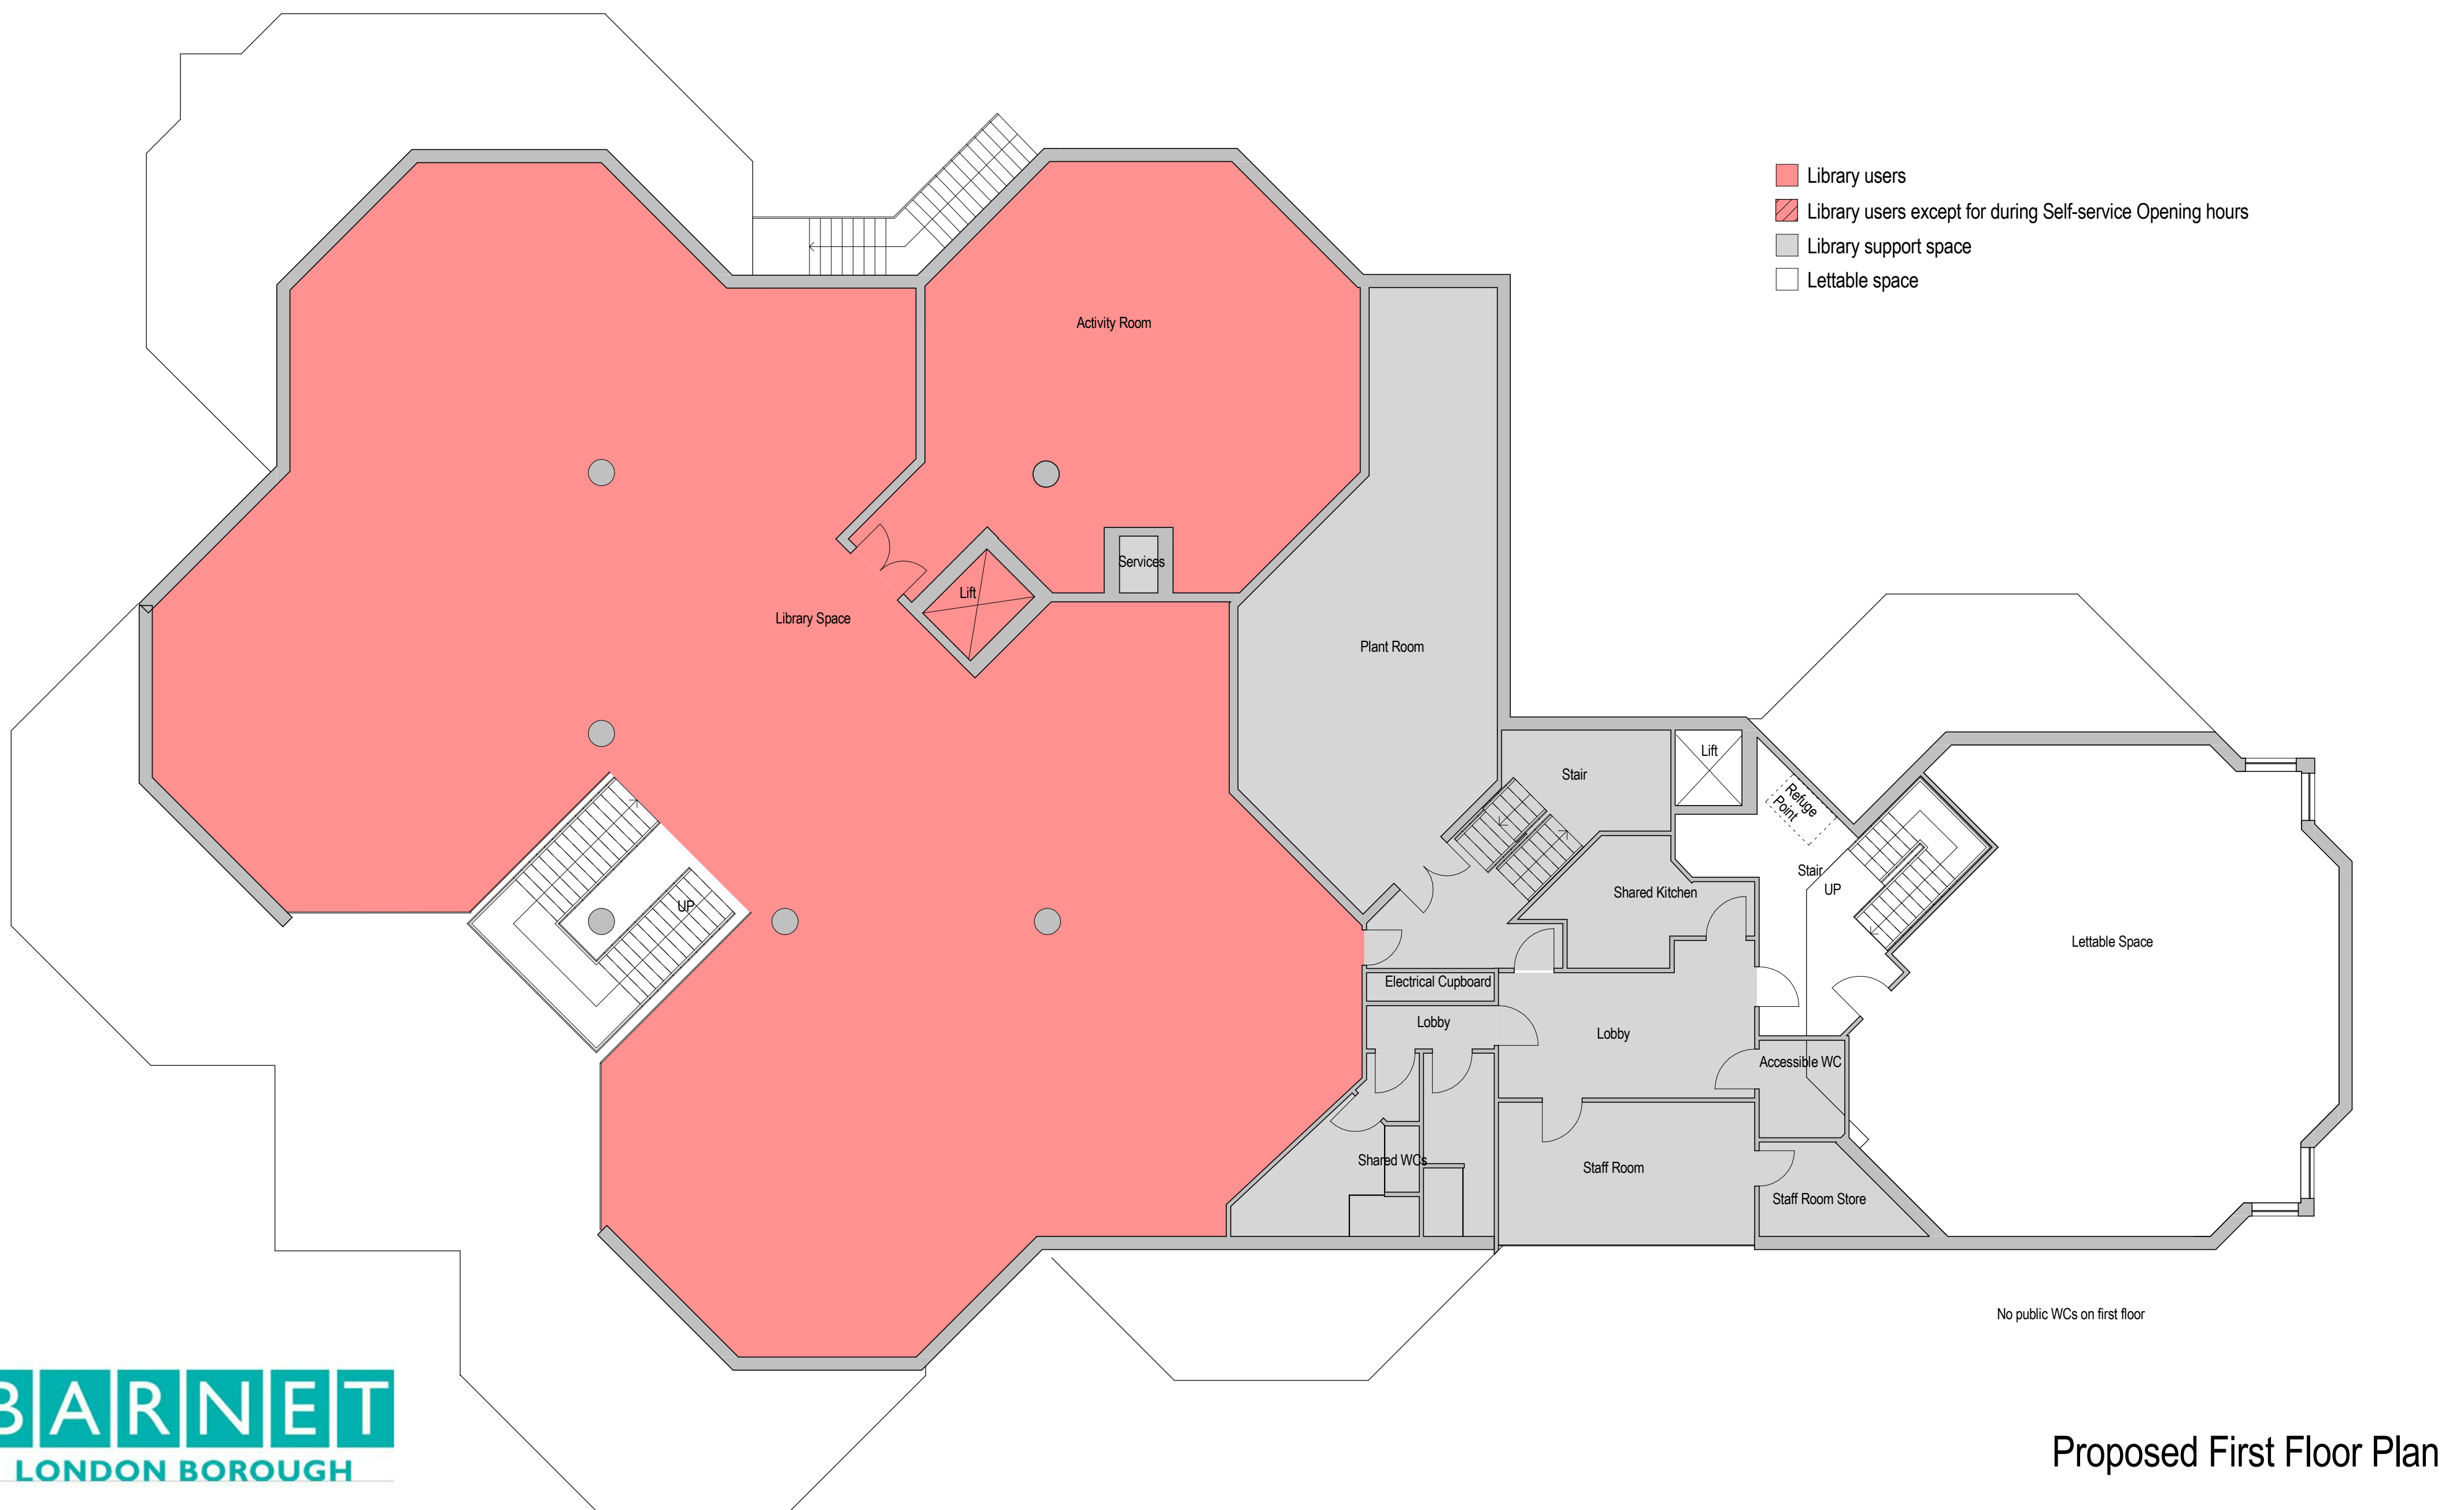 Library users
Library users except for during Self-service Opening hours
Library support space
Lettable space
Activity Room
Services
Lift
Library Space
Plant Room
Lift
Stair
Refuge
Point
Stair
UP
Shared Kitchen
UP
Lettable Space
Electrical Cupboard
Lobby
Lobby
Accessible WC
Shared WCs
Staff Room
Staff Room Store
No public WCs on first floor
BARNET
LONDON BOROUGH
Proposed First Floor Plan